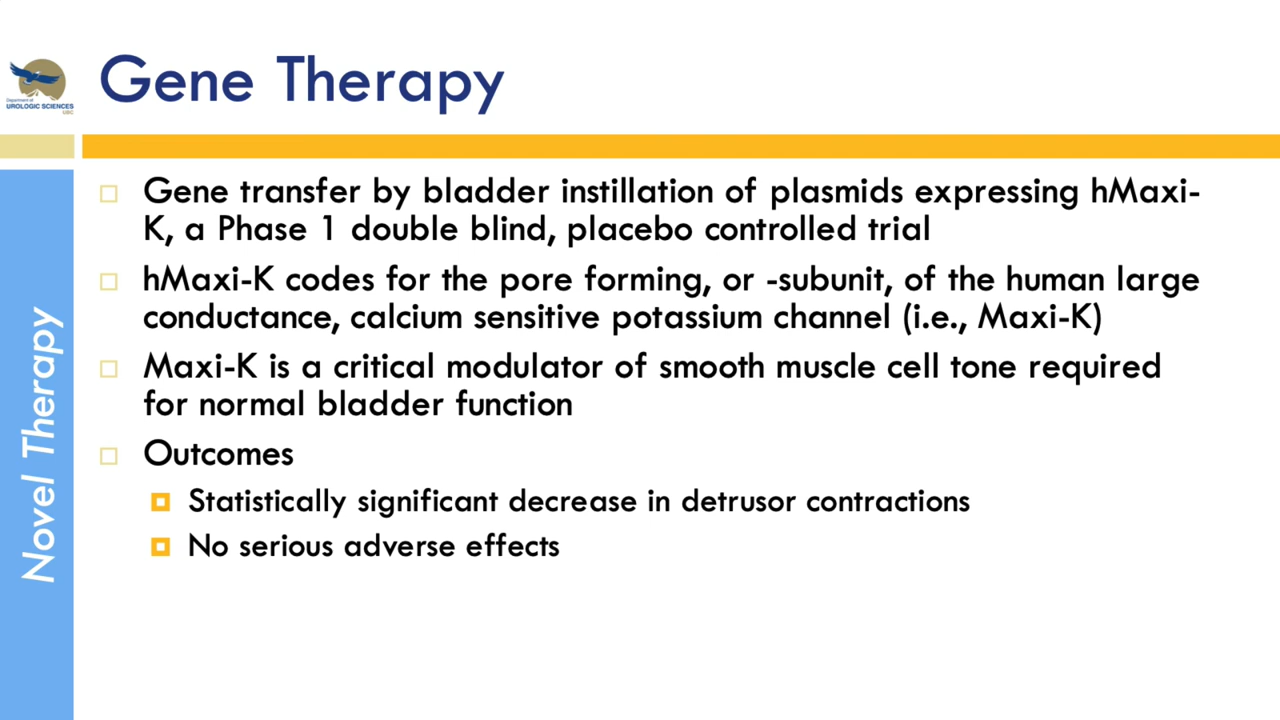 Department of
UROLOGIC SCIENCES
UBC
Gene Therapy
Novel Therapy
Gene transfer by bladder instillation of plasmids expressing hMaxi-
K, a Phase 1 double blind, placebo controlled trial
hMaxi-K codes for the pore forming, or -subunit, of the human large
conductance, calcium sensitive potassium channel (i.e., Maxi-K)
Maxi-K is a critical modulator of smooth muscle cell tone required
for normal bladder function
Outcomes
Statistically significant decrease in detrusor contractions
No serious adverse effects